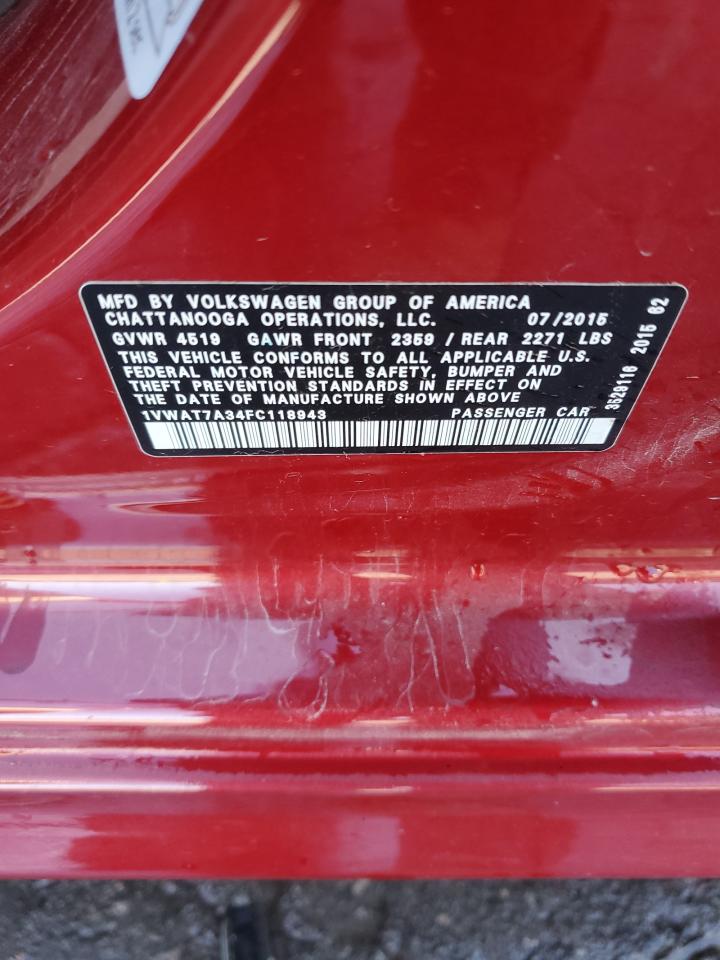 MFD BY VOLKSWAGEN GROUP OF AMERICA
CHATTANOOGA OPERATIONS, LLC. 07/2015
GVWR 4519 GAWR FRONT 2359 / REAR 2271 LBS
THIS VEHICLE CONFORMS TO ALL APPLICABLE U.S.
FEDERAL MOTOR VEHICLE SAFETY, BUMPER AND
THEFT PREVENTION STANDARDS IN EFFECT ON
THE DATE OF MANUFACTURE SHOWN ABOVE
1VWAT7A34FC118943 PASSENGER CAR
3529116 2015 62